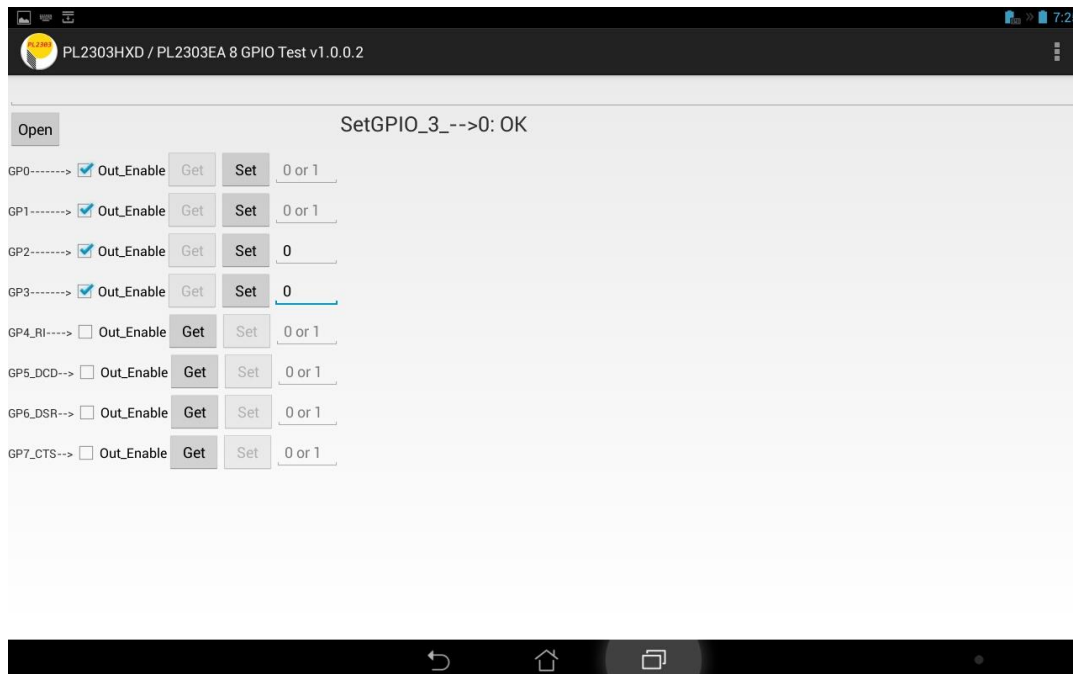 7:2
PL2303
PL2303HXD / PL2303EA 8 GPIO Test v1.0.0.2
Open
SetGPIO_3_-->0: OK
GP0-------> Out_Enable Get Set 0 or 1
GP1-------> Out_Enable Get Set 0 or 1
GP2-------> Out_Enable Get Set 0
GP3-------> Out_Enable Get Set 0
GP4_RI----> Out_Enable Get Set 0 or 1
GP5_DCD--> Out_Enable Get Set 0 or 1
GP6_DSR--> Out_Enable Get Set 0 or 1
GP7_CTS--> Out_Enable Get Set 0 or 1